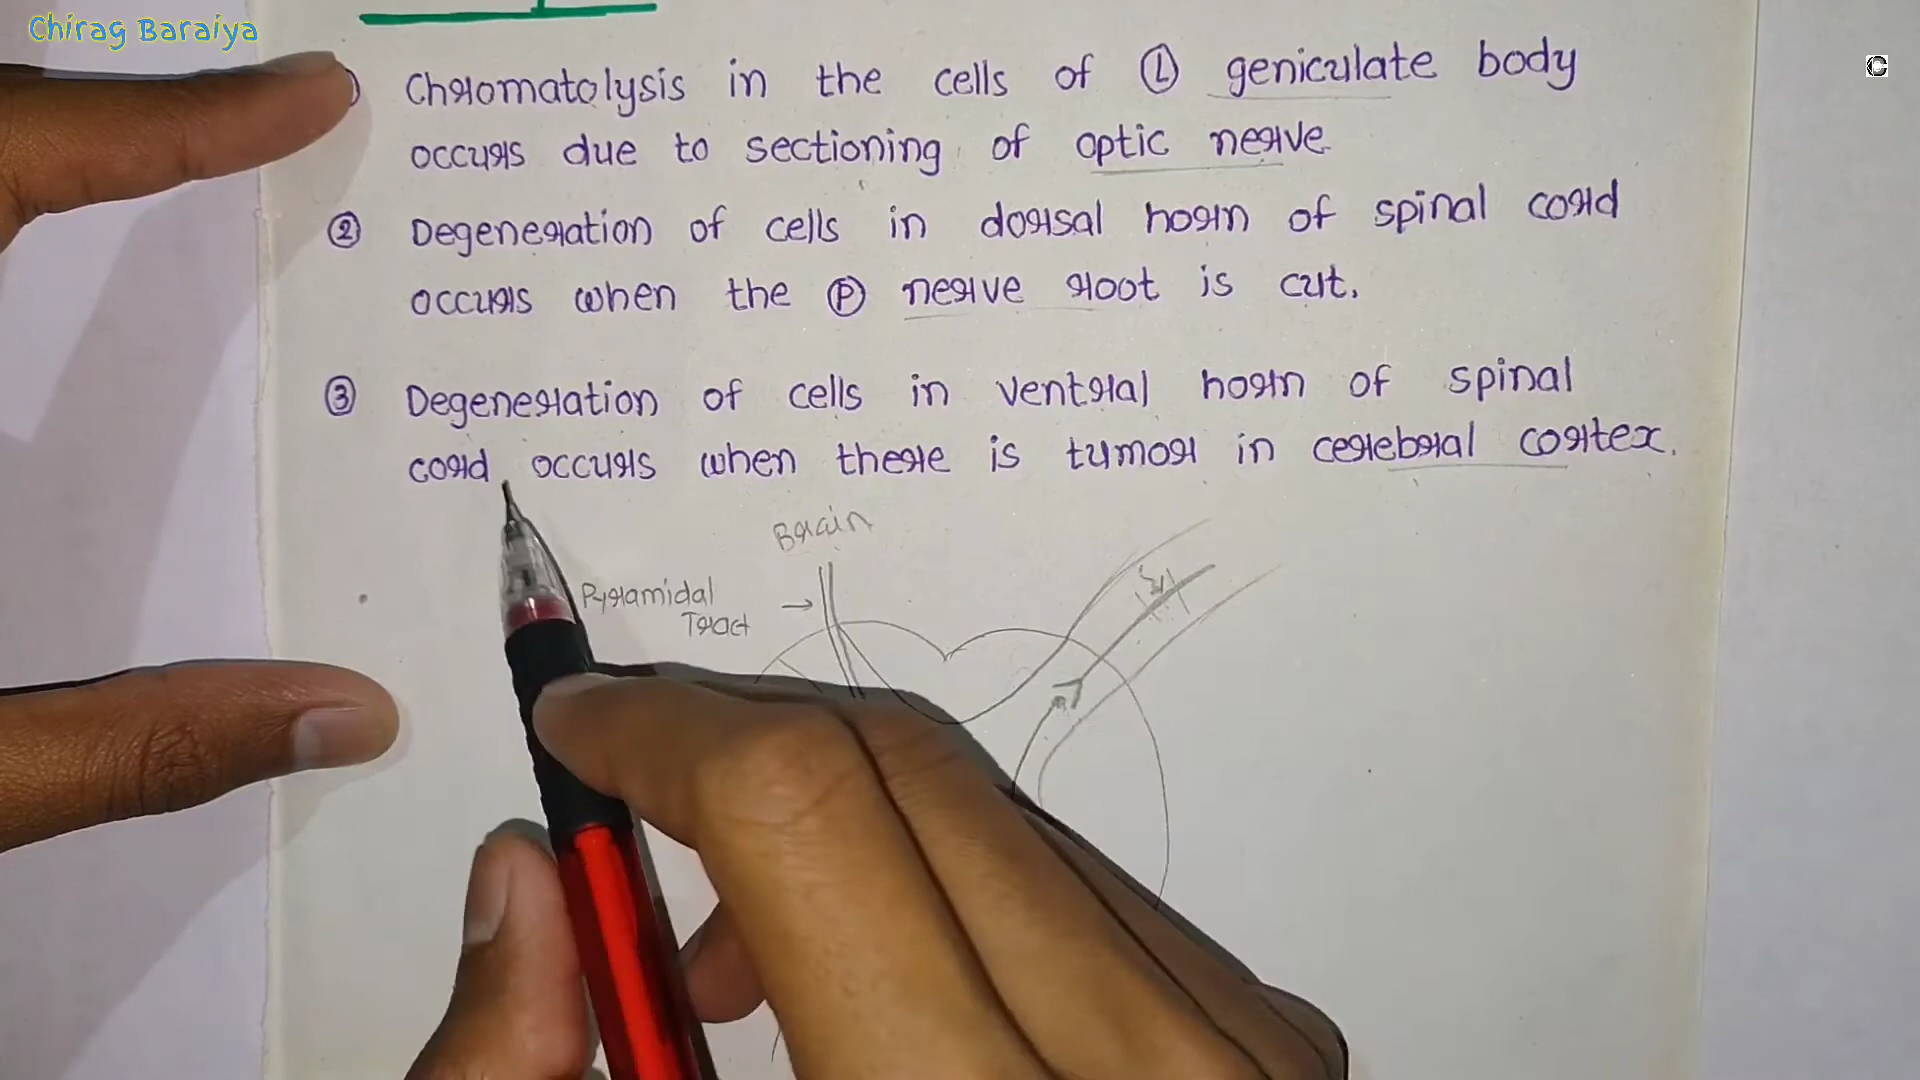 Chirag Baraiya
Chromatolysis in the cells of Ⓛ geniculate body
occurs due to sectioning of optic nerve.
② Degeneration of cells in dorsal horn of spinal cord
occurs when the Ⓟ nerve root is cut.
③ Degeneration of cells in ventral horn of spinal
cord occurs when there is tumor in cerebral cortex.
Brain
Pyramidal
Tract